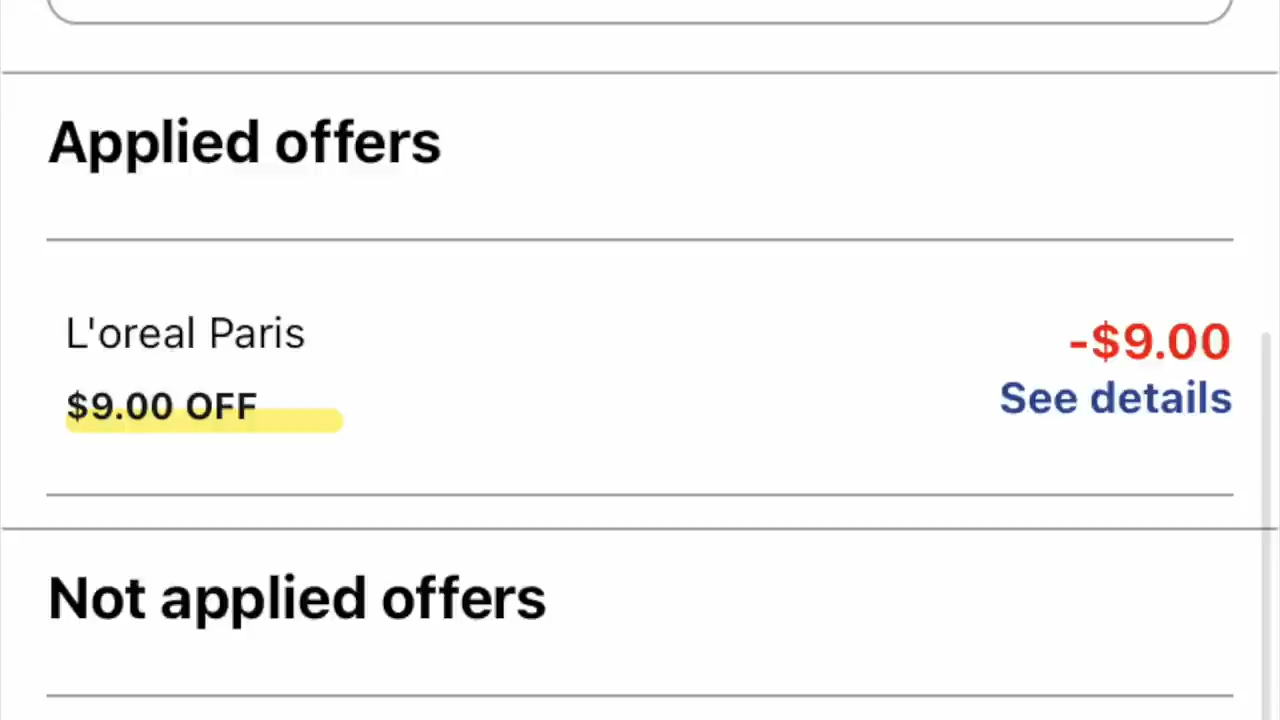 Applied offers
L'oreal Paris
-$9.00
$9.00 OFF
See details
Not applied offers